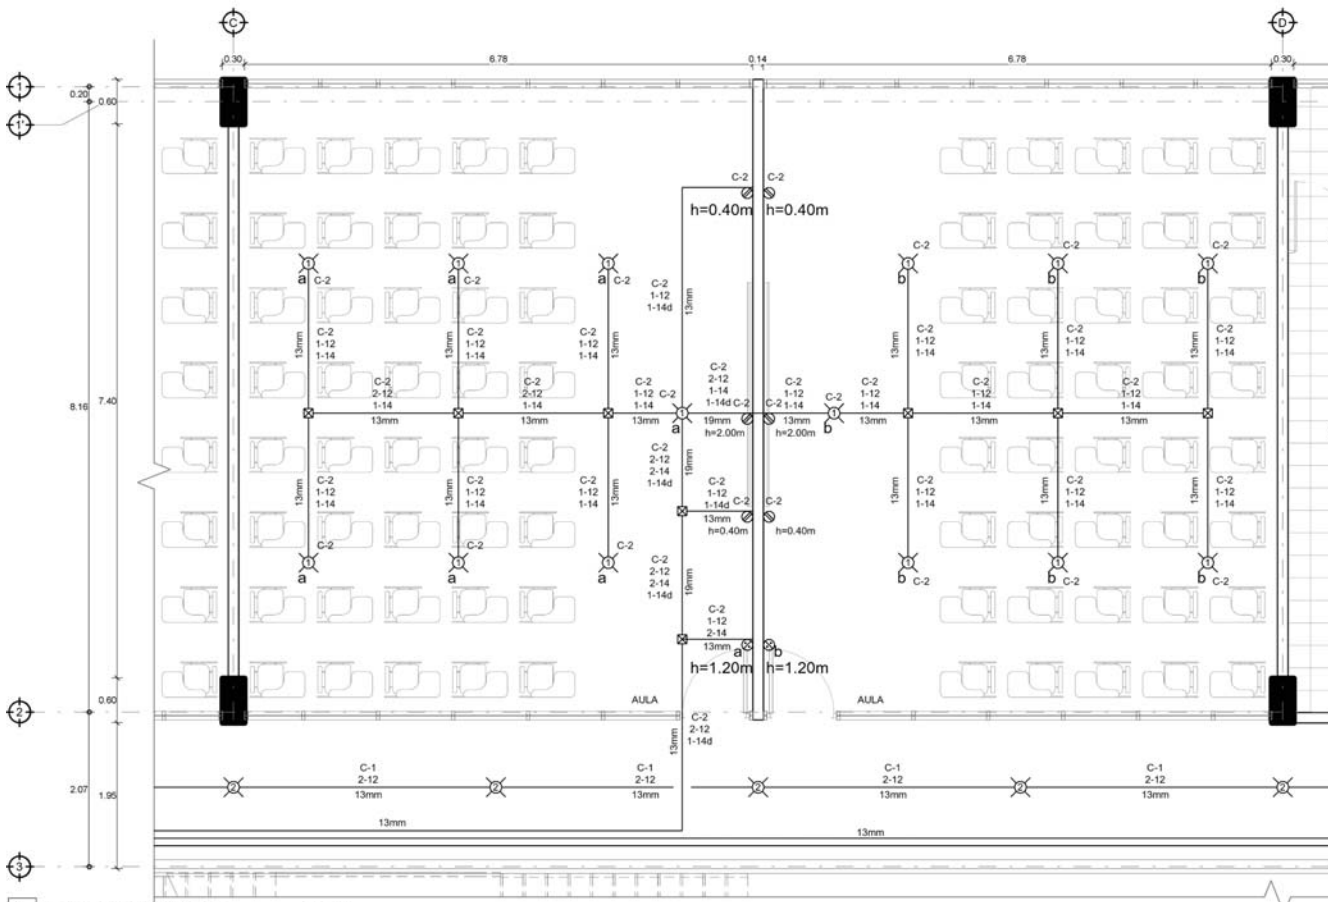 C
D
0.30
6.78
0.14
6.78
0.30
1
0.20
0.60
1'
C-2 C-2
h=0.40m h=0.40m
1 1 1 1 1 1
a C-2
a C-2
a C-2
C-2
b
C-2
b
C-2
b
C-2
1-12
1-14d
13mm
13mm
C-2
1-12
1-14
13mm
C-2
1-12
1-14
13mm
C-2
1-12
1-14
13mm
C-2
1-12
1-14
13mm
C-2
1-12
1-14
13mm
C-2
1-12
1-14
8.16
7.40
C-2
2-12
1-14
13mm
C-2
2-12
1-14
13mm
C-2
1-12
1-14
13mm
C-2
1
a
C-2
2-12
1-14
1-14d
19mm
C-2 C-2
h=2.00m h=2.00m
C-2
1-12
1-14
13mm
C-2
1
b
C-2
1-12
1-14
13mm
C-2
1-12
1-14
13mm
C-2
1-12
1-14
13mm
13mm
C-2
1-12
1-14
13mm
C-2
1-12
1-14
13mm
C-2
1-12
1-14
C-2
2-12
2-14
1-14d
19mm
C-2
1-12
1-14d
13mm
C-2 C-2
h=0.40m h=0.40m
13mm
C-2
1-12
1-14
13mm
C-2
1-12
1-14
13mm
C-2
1-12
1-14
C-2
1
a
C-2
1
a
C-2
1
a
C-2
2-12
2-14
1-14d
19mm
1
b C-2
1
b C-2
1
b C-2
C-2
1-12
2-14
13mm
a b
h=1.20m h=1.20m
0.60
AULA AULA
2
C-2
2-12
1-14d
13mm
2.07
1.95
2
C-1
2-12
13mm
2
C-1
2-12
13mm
2
C-1
2-12
13mm
2
C-1
2-12
13mm
2
13mm
13mm
3